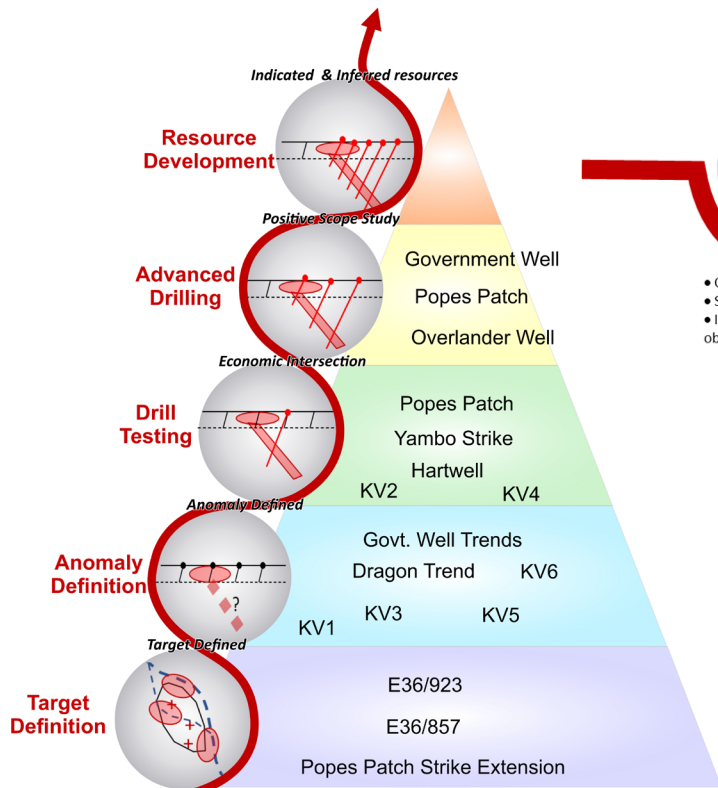 Indicated & Inferred resources
Resource
Development
Positive Scope Study
Advanced
Drilling
Government Well
Popes Patch
Overlander Well
Economic Intersection
Drill
Testing
Popes Patch
Yambo Strike
Hartwell
KV2
KV4
Anomaly Defined
Anomaly
Definition
?
Govt. Well Trends
Dragon Trend
KV6
KV3
KV5
KV1
Target Defined
Target
Definition
E36/923
E36/857
Popes Patch Strike Extension